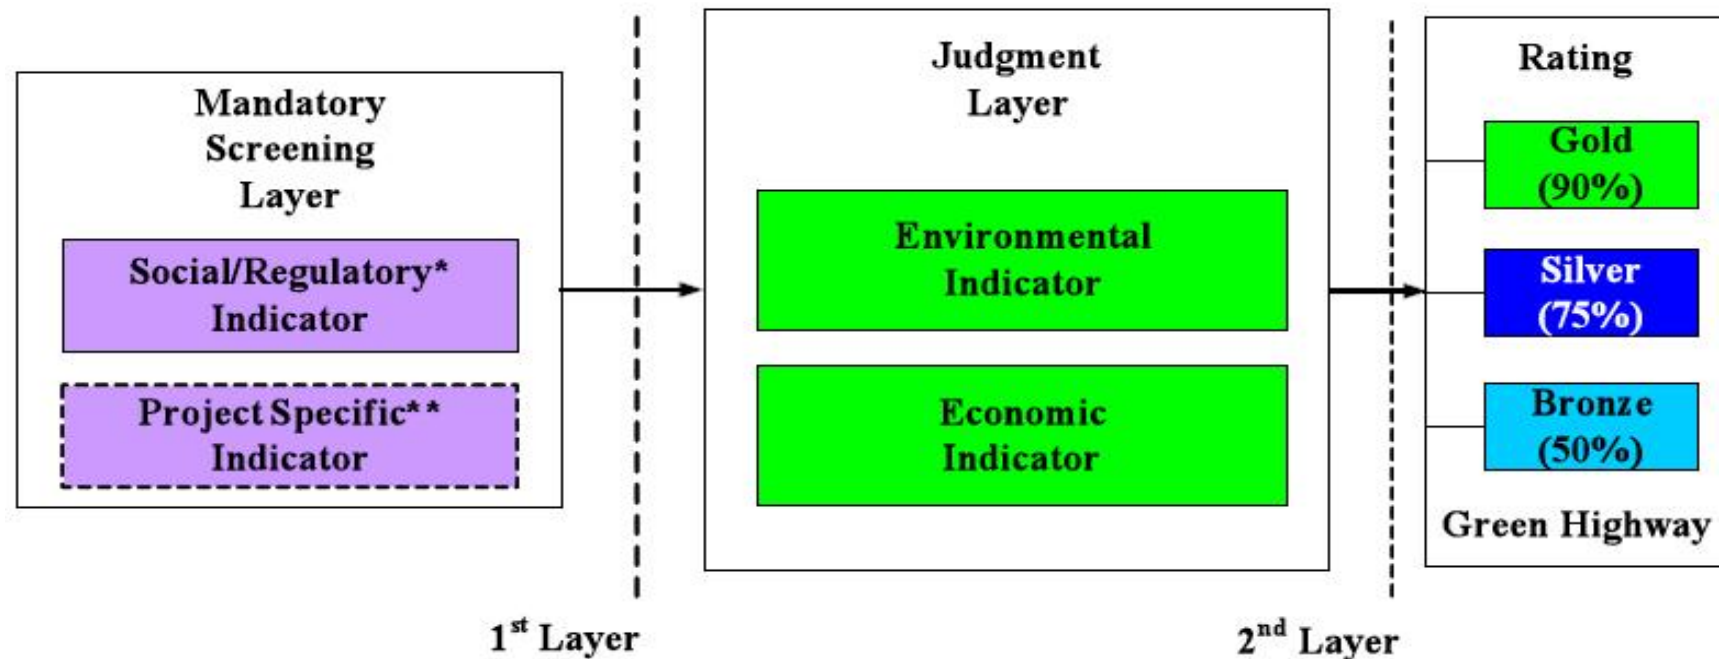 Mandatory
Screening
Layer
Social/Regulatory*
Indicator
Project Specific**
Indicator
1st Layer
Judgment
Layer
Environmental
Indicator
Economic
Indicator
2nd Layer
Rating
Gold
(90%)
Silver
(75%)
Bronze
(50%)
Green Highway